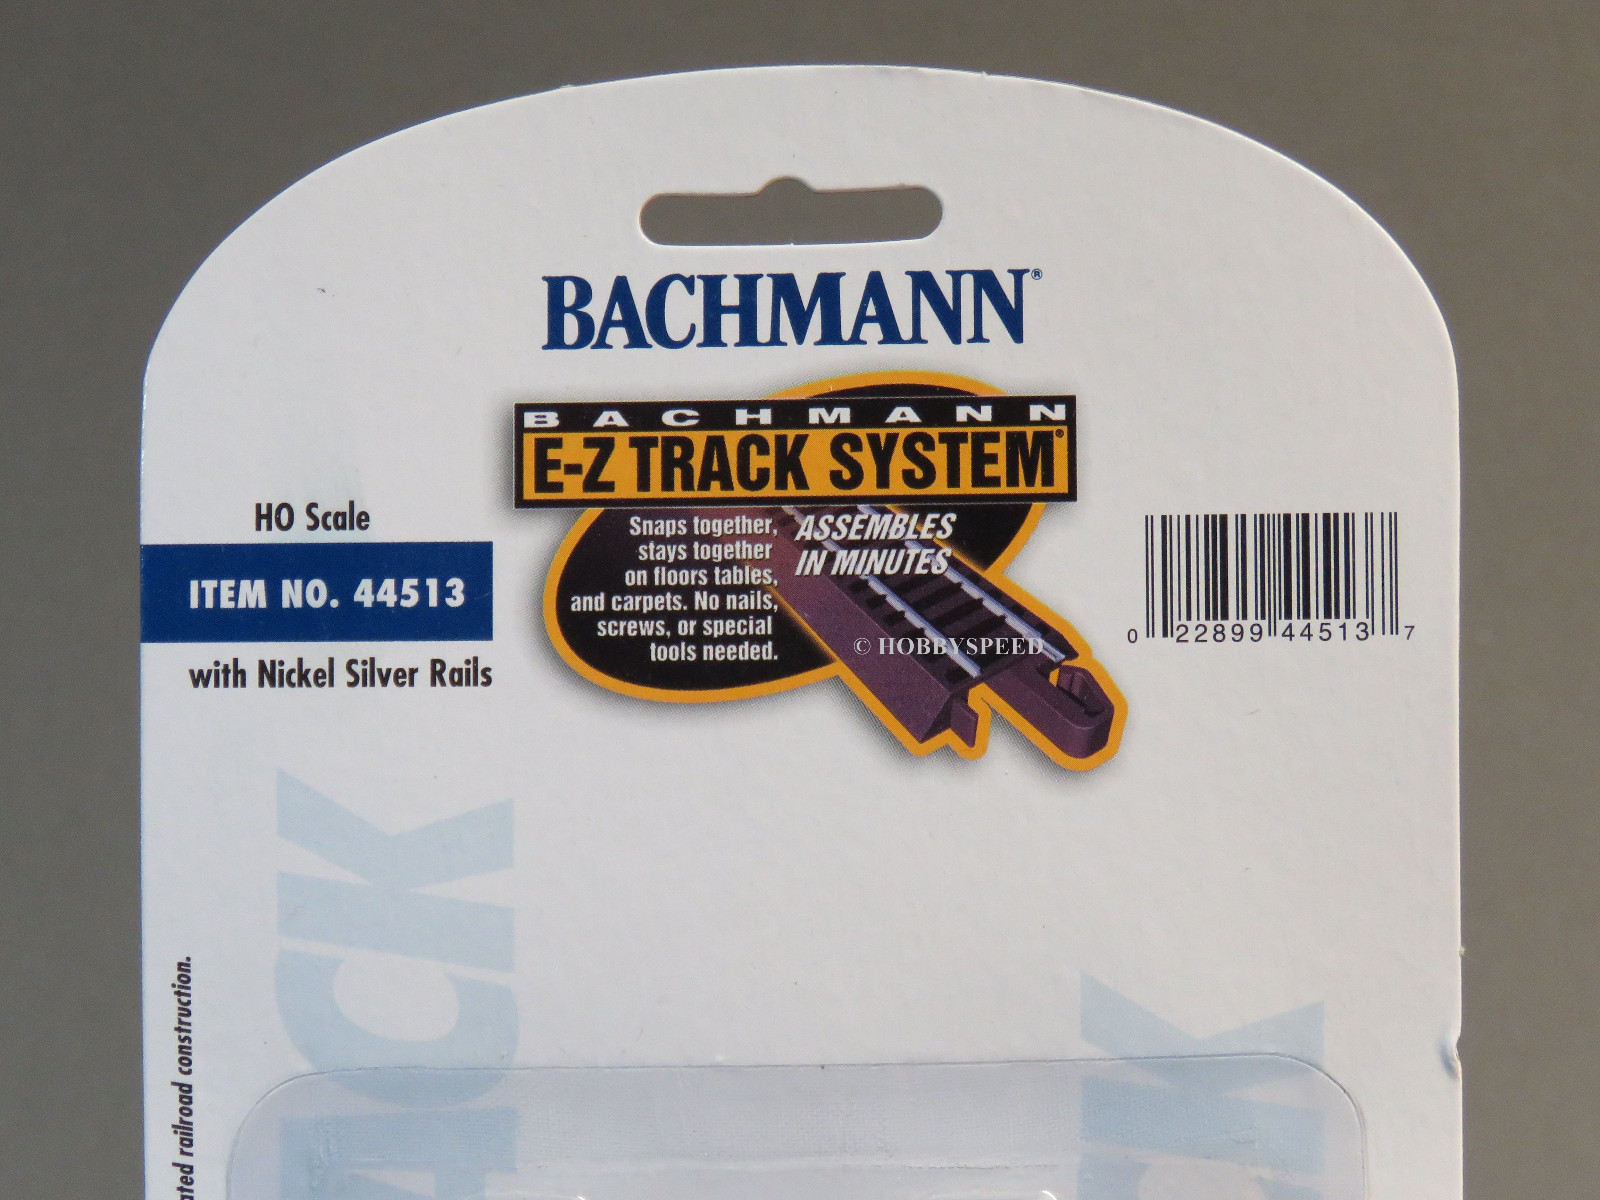 BACHMANN®
BACHMANN
E-Z TRACK SYSTEM®
Snaps together,
stays together
on floors tables,
and carpets. No nails,
screws, or special
tools needed.
ASSEMBLES
IN MINUTES
HO Scale
ITEM NO. 44513
with Nickel Silver Rails
0 22899 44513 7
© HOBBYSPEED
railroad construction.